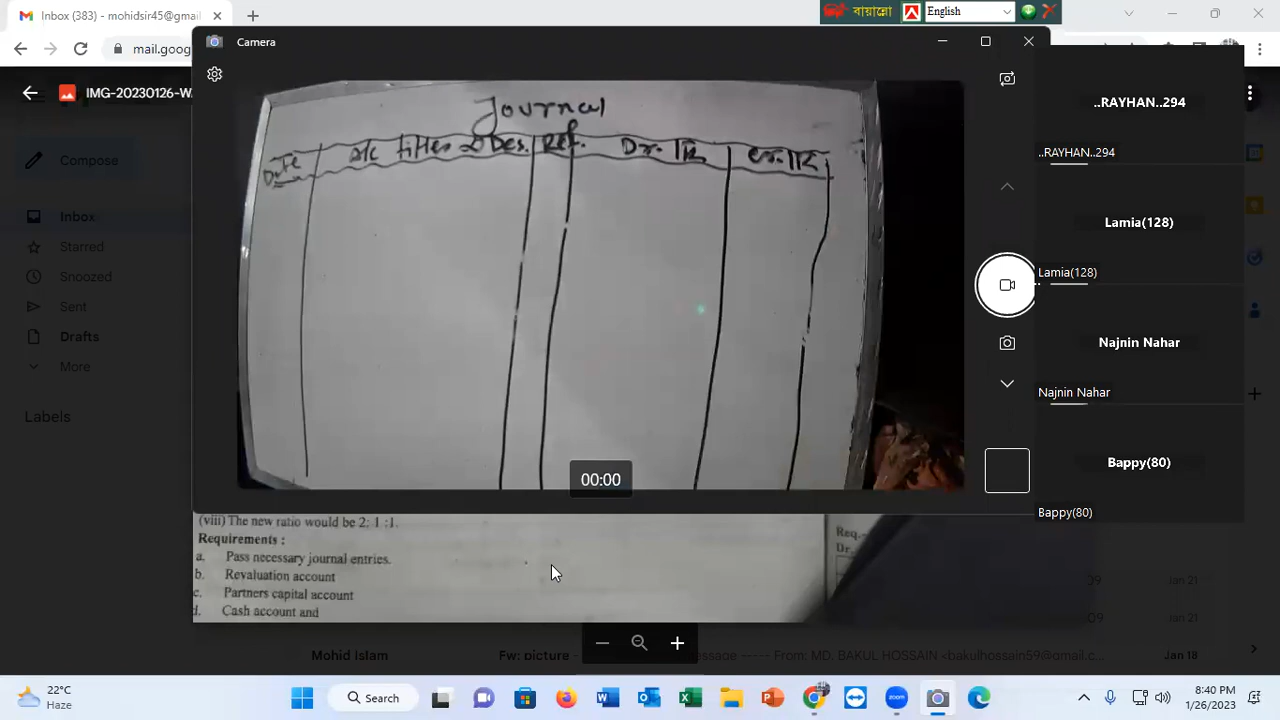 Inbox (383) - mohidsir45@gmail
বায়ান্নো
English
mail.goog
Camera
IMG-20230126-W
Compose
Inbox
Starred
Snoozed
Sent
Drafts
More
Labels
Journal
Date
A/C titles & Des.
Ref.
Dr. TK
Cr. TK
00:00
..RAYHAN..294
..RAYHAN..294
Lamia(128)
Lamia(128)
Najnin Nahar
Najnin Nahar
Bappy(80)
Bappy(80)
(viii) The new ratio would be 2: 1 :1.
Requirements :
a. Pass necessary journal entries.
b. Revaluation account
c. Partners capital account
d. Cash account and
Req.
Dr.
09
Jan 21
09
Jan 21
Mohid Islam
Fw: picture -
ssage ----- From: MD. BAKUL HOSSAIN <bakulhossain59@gmail.c...
Jan 18
22°C
Haze
Search
8:40 PM
1/26/2023